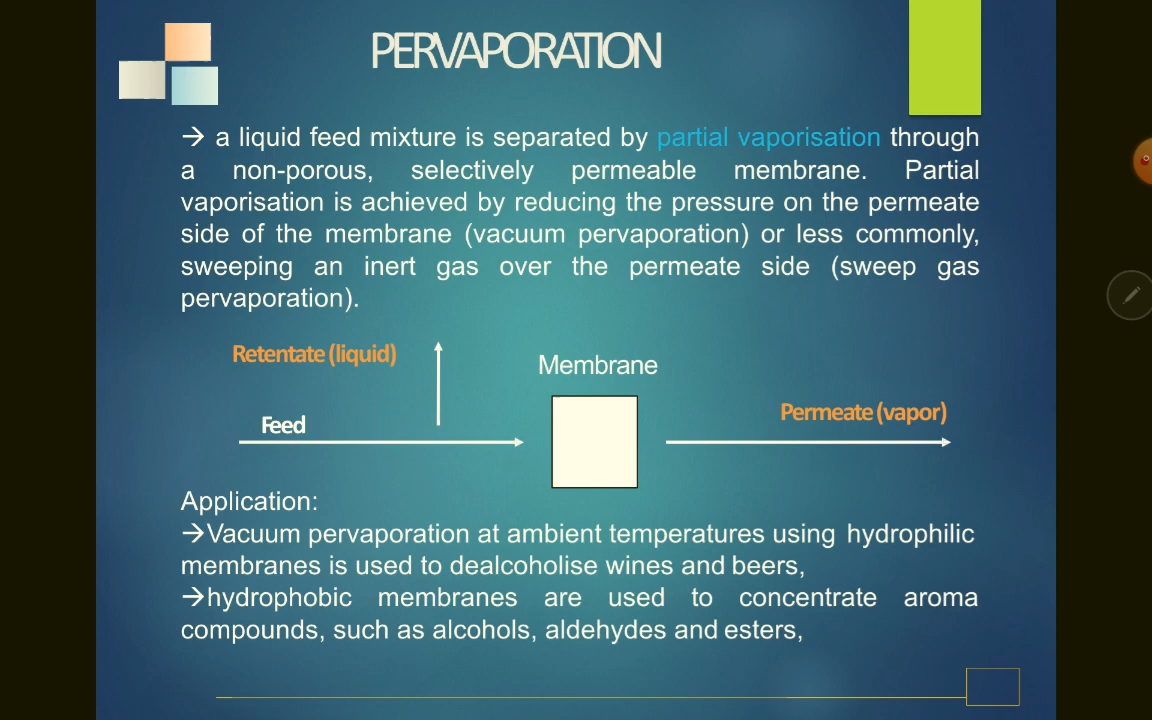 PERVAPORATION
→ a liquid feed mixture is separated by partial vaporisation through
a non-porous, selectively permeable membrane. Partial
vaporisation is achieved by reducing the pressure on the permeate
side of the membrane (vacuum pervaporation) or less commonly,
sweeping an inert gas over the permeate side (sweep gas
pervaporation).
Retentate (liquid)
Membrane
Permeate (vapor)
Feed
Application:
→Vacuum pervaporation at ambient temperatures using hydrophilic
membranes is used to dealcoholise wines and beers,
→hydrophobic membranes are used to concentrate aroma
compounds, such as alcohols, aldehydes and esters,